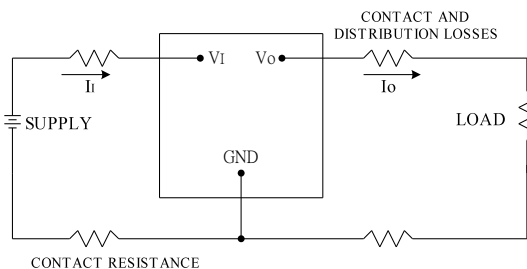 CONTACT AND
DISTRIBUTION LOSSES
VI
VO
II
IO
SUPPLY
LOAD
GND
CONTACT RESISTANCE